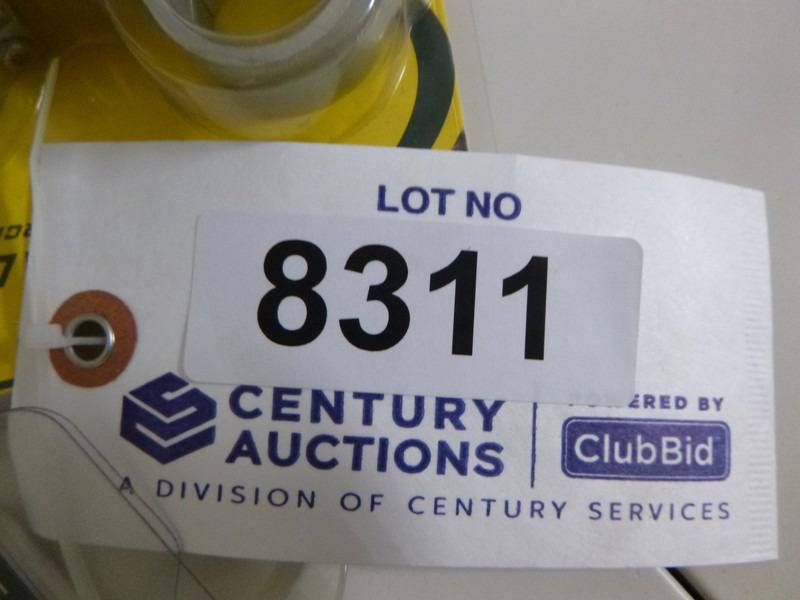 LOT NO
8311
CENTURY
AUCTIONS
POWERED BY
ClubBid
A DIVISION OF CENTURY SERVICES